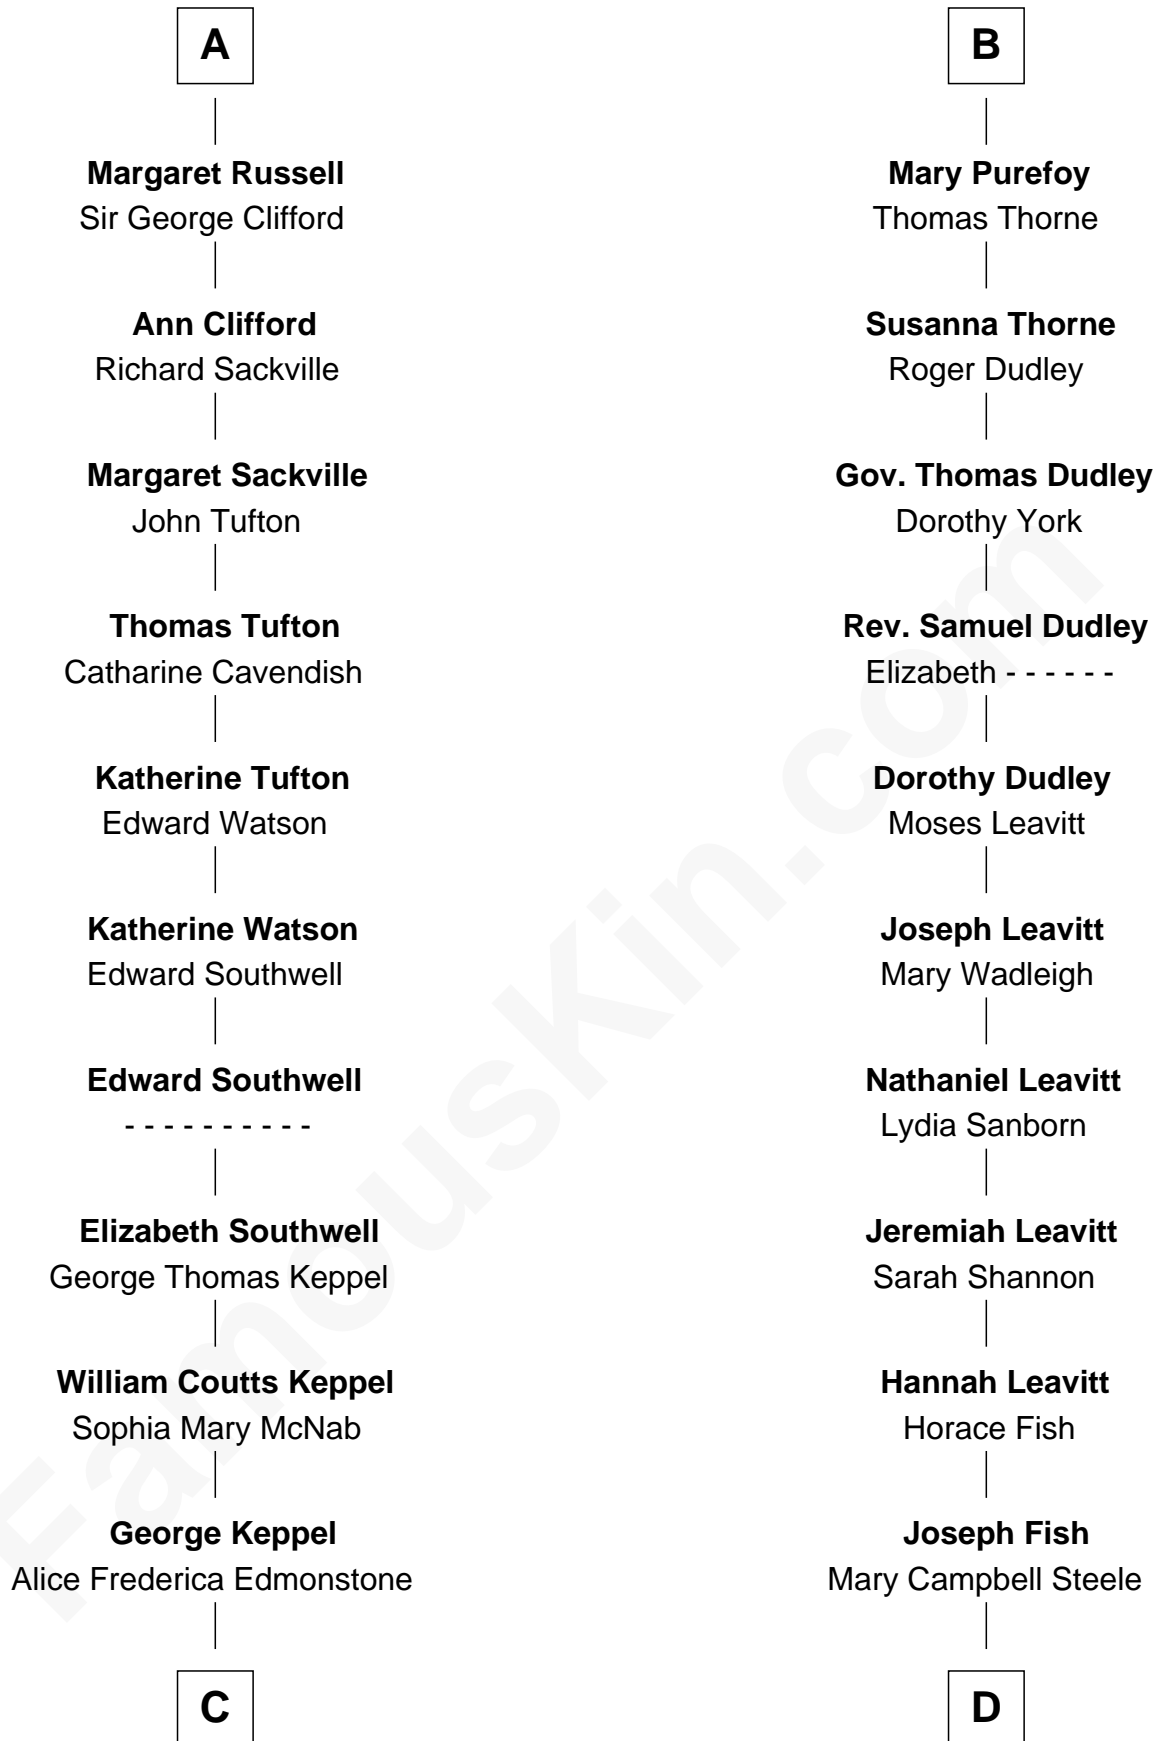 A
Margaret Russell
Sir George Clifford
Ann Clifford
Richard Sackville
Margaret Sackville
John Tufton
Thomas Tufton
Catharine Cavendish
Katherine Tufton
Edward Watson
Katherine Watson
Edward Southwell
Edward Southwell
- - - - - - - - - -
Elizabeth Southwell
George Thomas Keppel
William Coutts Keppel
Sophia Mary McNab
George Keppel
Alice Frederica Edmonstone
C
B
Mary Purefoy
Thomas Thorne
Susanna Thorne
Roger Dudley
Gov. Thomas Dudley
Dorothy York
Rev. Samuel Dudley
Elizabeth - - - - - -
Dorothy Dudley
Moses Leavitt
Joseph Leavitt
Mary Wadleigh
Nathaniel Leavitt
Lydia Sanborn
Jeremiah Leavitt
Sarah Shannon
Hannah Leavitt
Horace Fish
Joseph Fish
Mary Campbell Steele
D
FamousKin.com